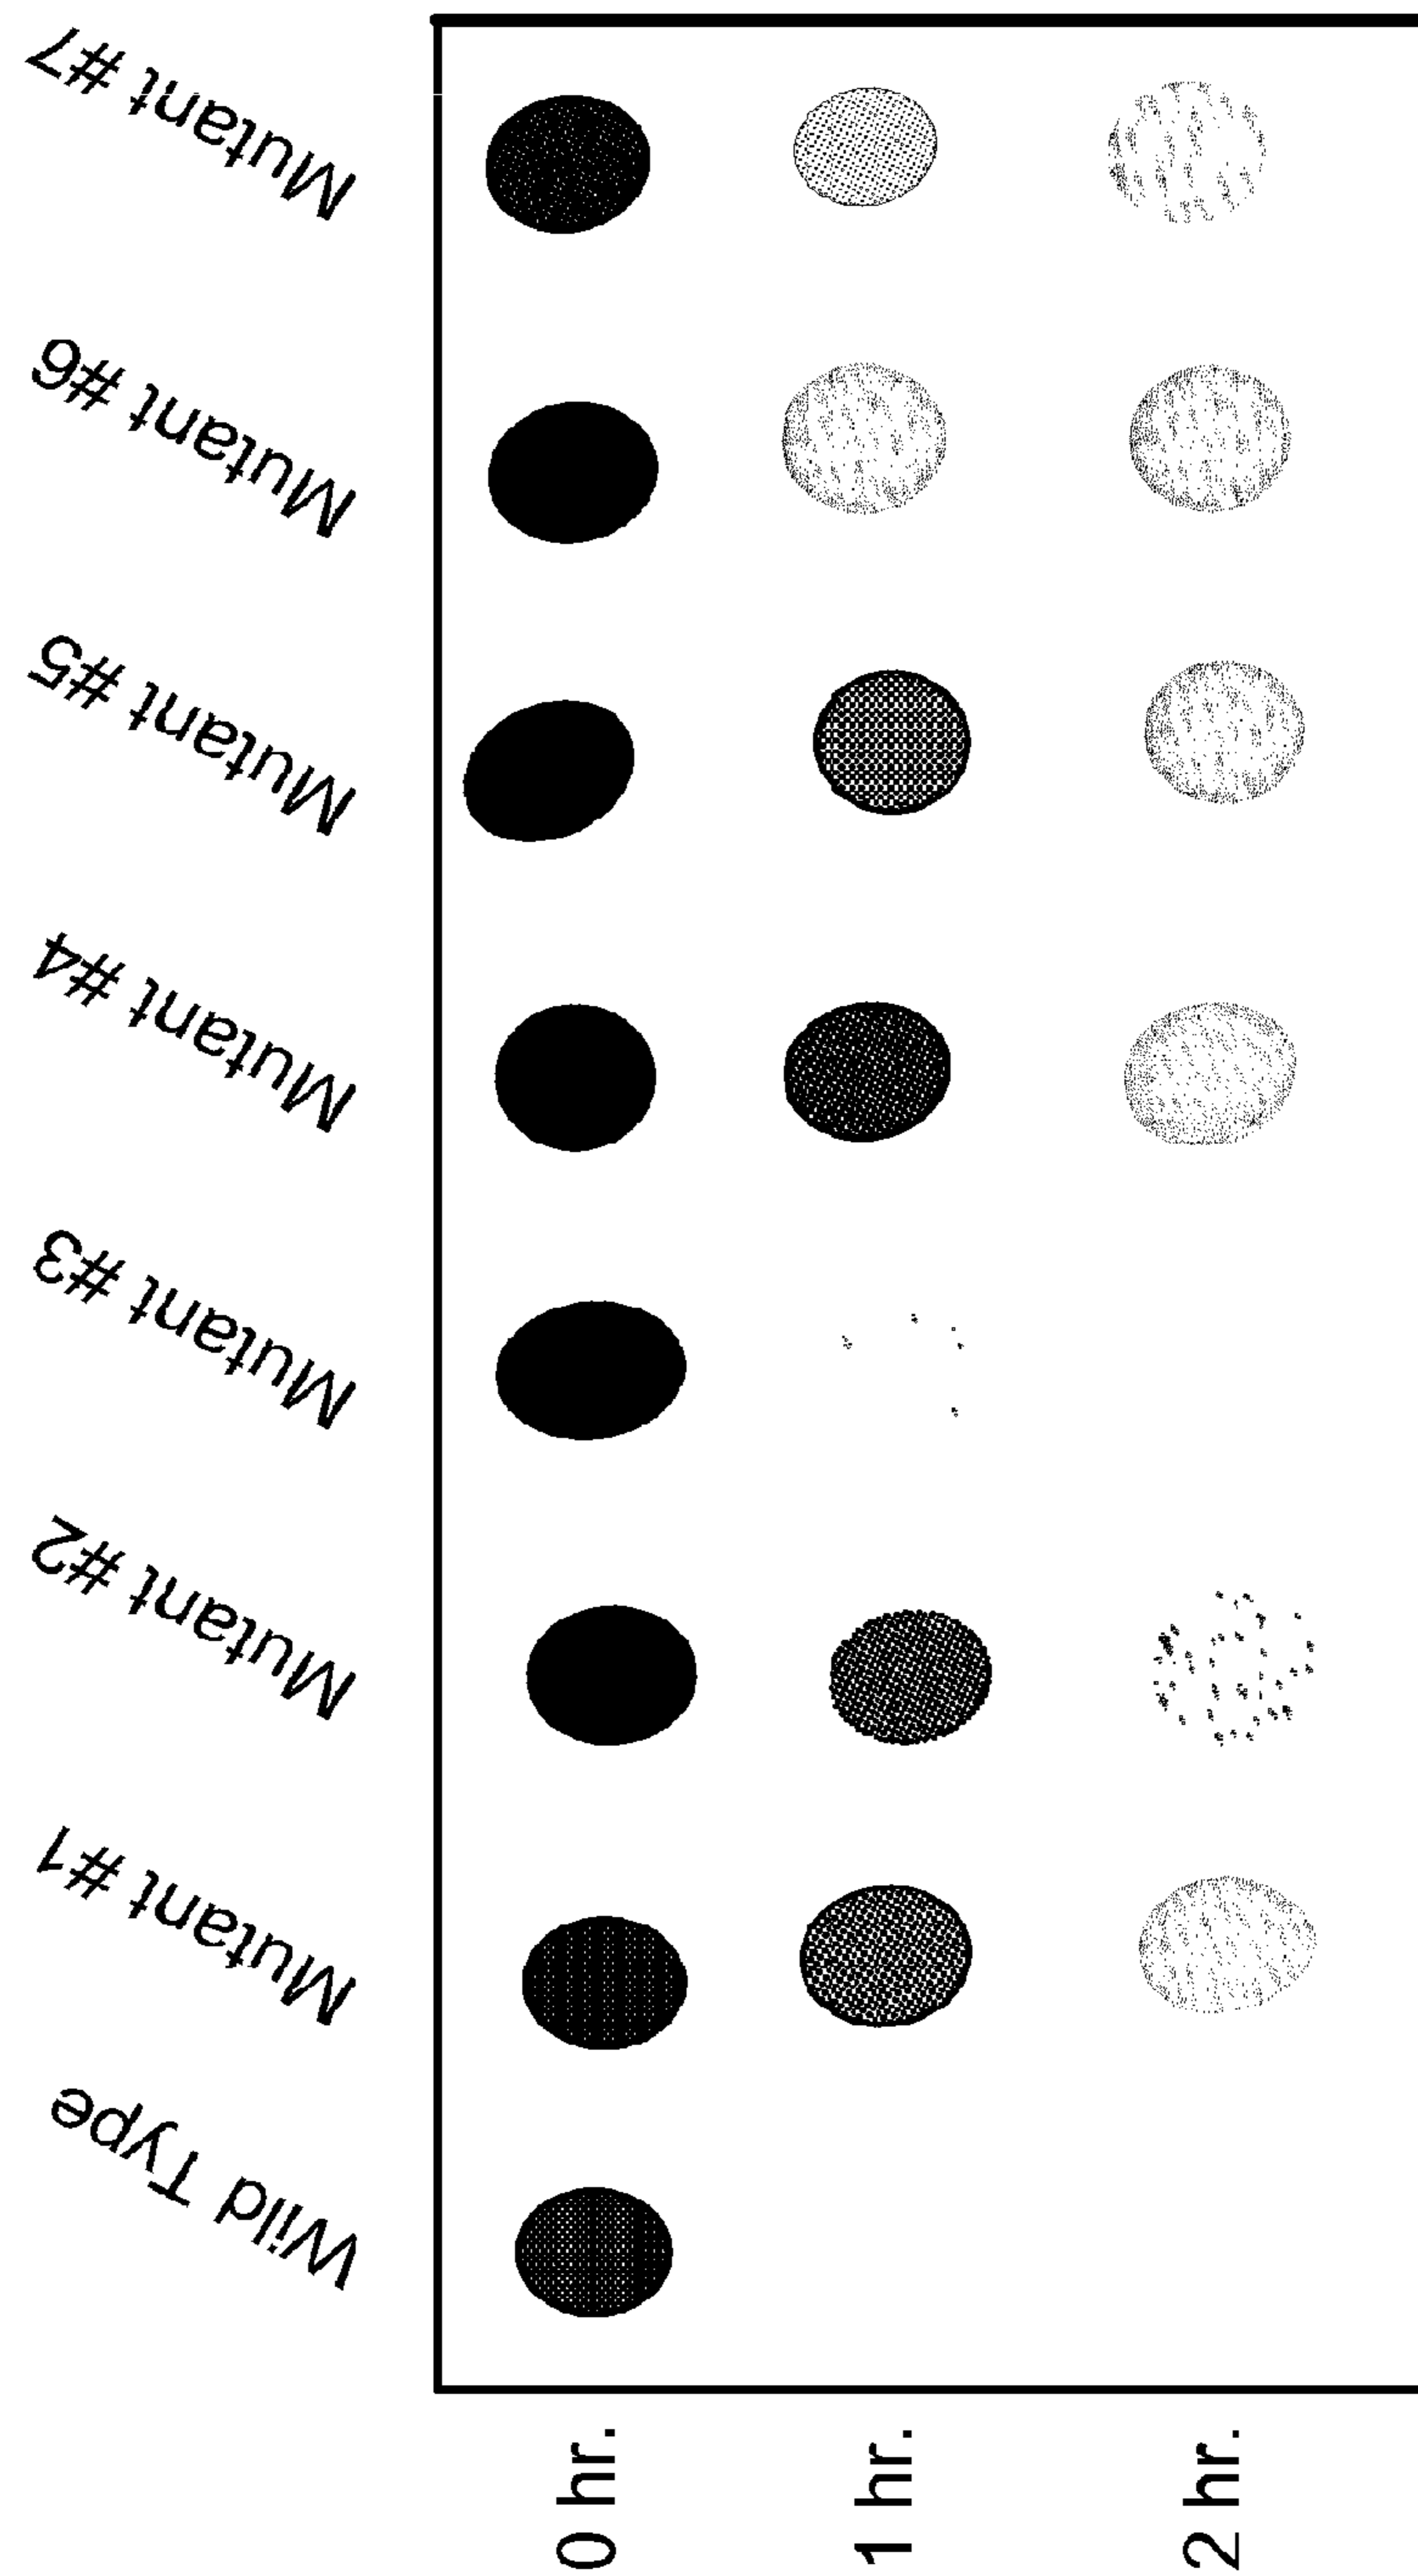 Wild Type
Mutant #1
Mutant #2
Mutant #3
Mutant #4
Mutant #5
Mutant #6
Mutant #7
0 hr.
1 hr.
2 hr.